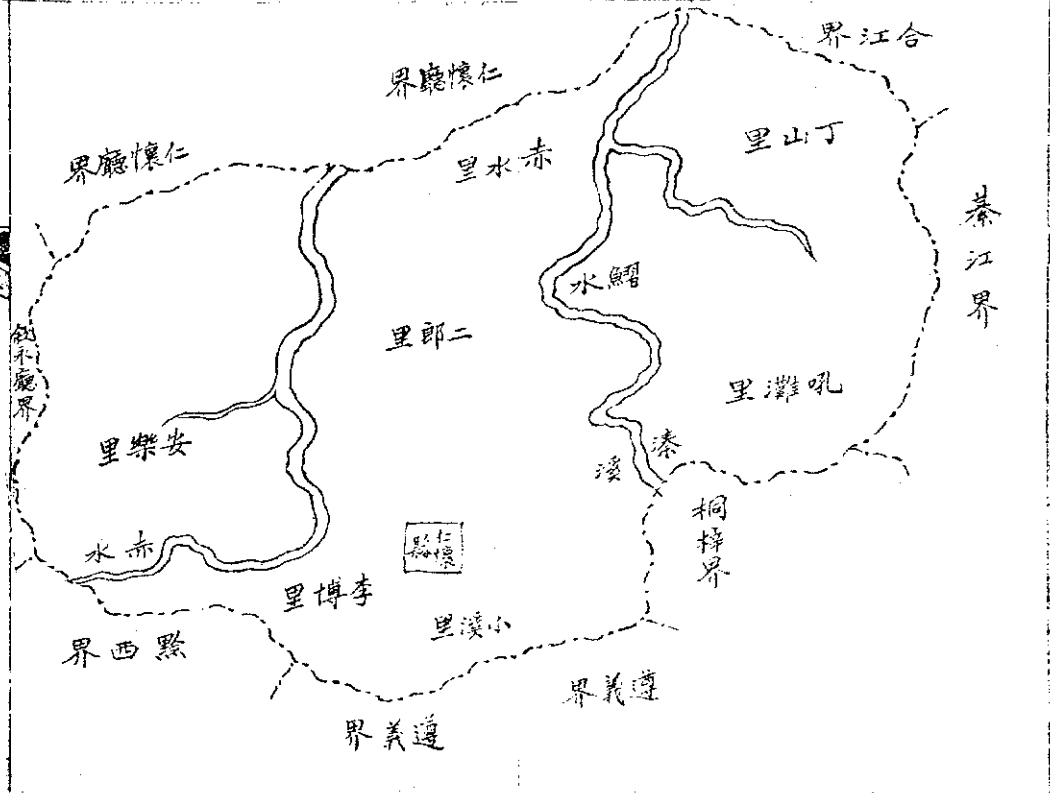 合江界
仁懷廳界
仁懷廳界
丁山里
赤水里
綦江界
鰼水
二郎里
叙永廳界
吼灘里
安樂里
溱溪
桐梓界
仁懷縣
赤水
李博里
小溪里
黔西界
遵義界
遵義界